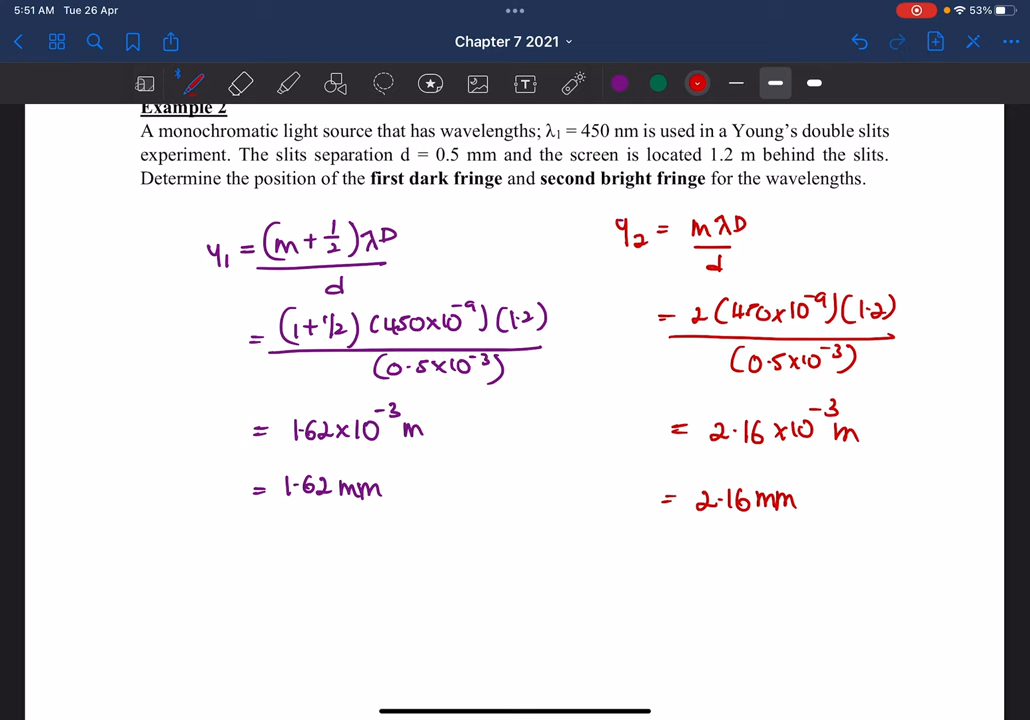 5:51 AM Tue 26 Apr
53%
Chapter 7 2021
Example 2
A monochromatic light source that has wavelengths; λ₁ = 450 nm is used in a Young's double slits
experiment. The slits separation d = 0.5 mm and the screen is located 1.2 m behind the slits.
Determine the position of the first dark fringe and second bright fringe for the wavelengths.
y₁ = (m + 1/2) λD / d
= (1 + 1/2) (450×10⁻⁹) (1.2) / (0.5×10⁻³)
= 1.62×10⁻³ m
= 1.62 mm
y₂ = mλD / d
= 2 (450×10⁻⁹) (1.2) / (0.5×10⁻³)
= 2.16 ×10⁻³ m
= 2.16 mm